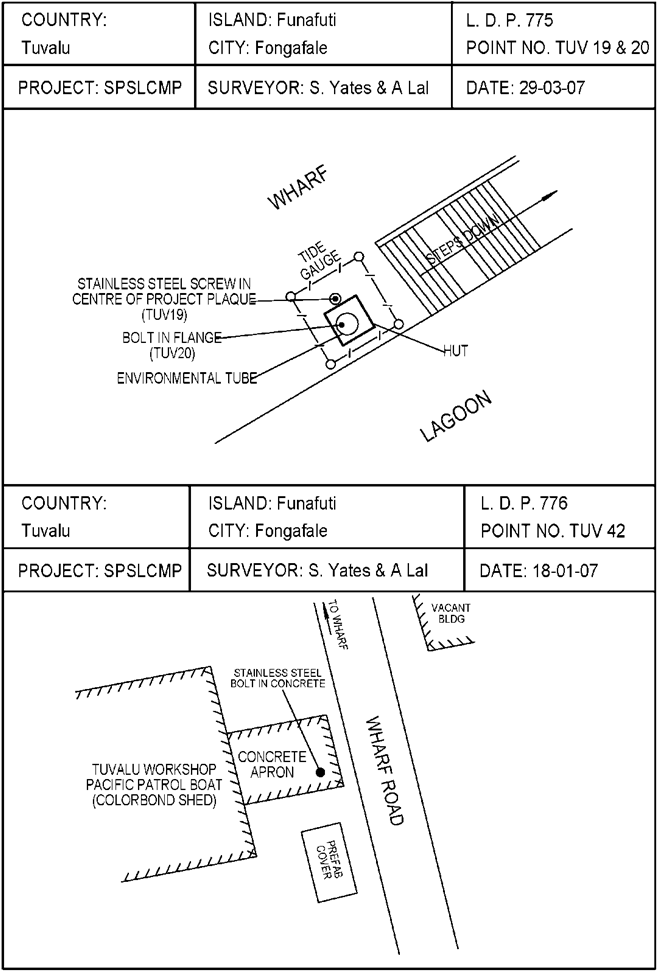 COUNTRY:
Tuvalu
ISLAND: Funafuti
CITY: Fongafale
L. D. P. 775
POINT NO. TUV 19 & 20
PROJECT: SPSLCMP
SURVEYOR: S. Yates & A Lal
DATE: 29-03-07
WHARF
STEPS DOWN
TIDE
GAUGE
STAINLESS STEEL SCREW IN
CENTRE OF PROJECT PLAQUE
(TUV19)
BOLT IN FLANGE
(TUV20)
ENVIRONMENTAL TUBE
HUT
LAGOON
COUNTRY:
Tuvalu
ISLAND: Funafuti
CITY: Fongafale
L. D. P. 776
POINT NO. TUV 42
PROJECT: SPSLCMP
SURVEYOR: S. Yates & A Lal
DATE: 18-01-07
TO WHARF
VACANT
BLDG
STAINLESS STEEL
BOLT IN CONCRETE
WHARF ROAD
CONCRETE
APRON
TUVALU WORKSHOP
PACIFIC PATROL BOAT
(COLORBOND SHED)
PREFAB
COVER